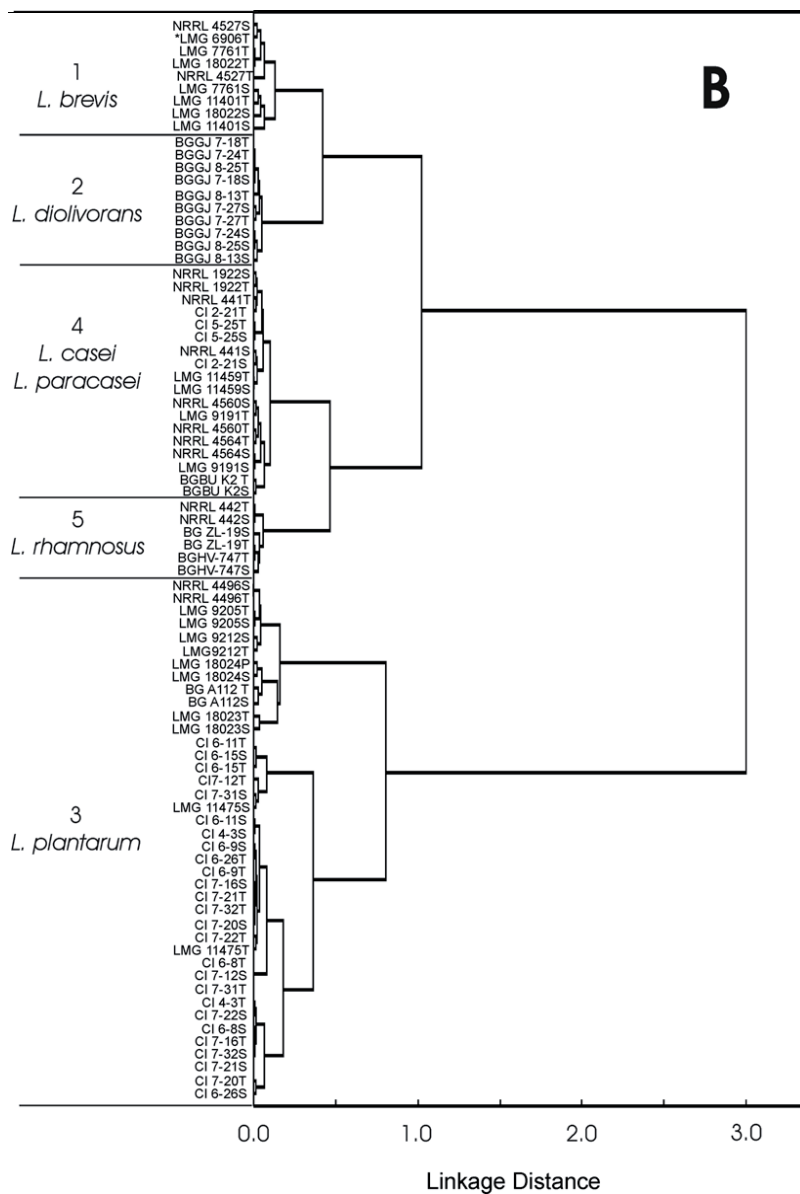 B
1
L. brevis
NRRL 4527S
*LMG 6906T
LMG 7761T
LMG 18022T
NRRL 4527T
LMG 7761S
LMG 11401T
LMG 18022S
LMG 11401S
2
L. diolivorans
BGGJ 7-18T
BGGJ 7-24T
BGGJ 8-25T
BGGJ 7-18S
BGGJ 8-13T
BGGJ 7-27S
BGGJ 7-27T
BGGJ 7-24S
BGGJ 8-25S
BGGJ 8-13S
4
L. casei
L. paracasei
NRRL 1922S
NRRL 1922T
NRRL 441T
CI 2-21T
CI 5-25T
CI 5-25S
NRRL 441S
CI 2-21S
LMG 11459T
LMG 11459S
NRRL 4560S
LMG 9191T
NRRL 4560T
NRRL 4564T
NRRL 4564S
LMG 9191S
BGBU K2 T
BGBU K2S
5
L. rhamnosus
NRRL 442T
NRRL 442S
BG ZL-19S
BG ZL-19T
BGHV-747T
BGHV-747S
3
L. plantarum
NRRL 4496S
NRRL 4496T
LMG 9205T
LMG 9205S
LMG 9212S
LMG9212T
LMG 18024P
LMG 18024S
BG A112 T
BG A112S
LMG 18023T
LMG 18023S
CI 6-11T
CI 6-15S
CI 6-15T
CI7-12T
CI 7-31S
LMG 11475S
CI 6-11S
CI 4-3S
CI 6-9S
CI 6-26T
CI 6-9T
CI 7-16S
CI 7-21T
CI 7-32T
CI 7-20S
CI 7-22T
LMG 11475T
CI 6-8T
CI 7-12S
CI 7-31T
CI 4-3T
CI 7-22S
CI 6-8S
CI 7-16T
CI 7-32S
CI 7-21S
CI 7-20T
CI 6-26S
0.0 1.0 2.0 3.0
Linkage Distance